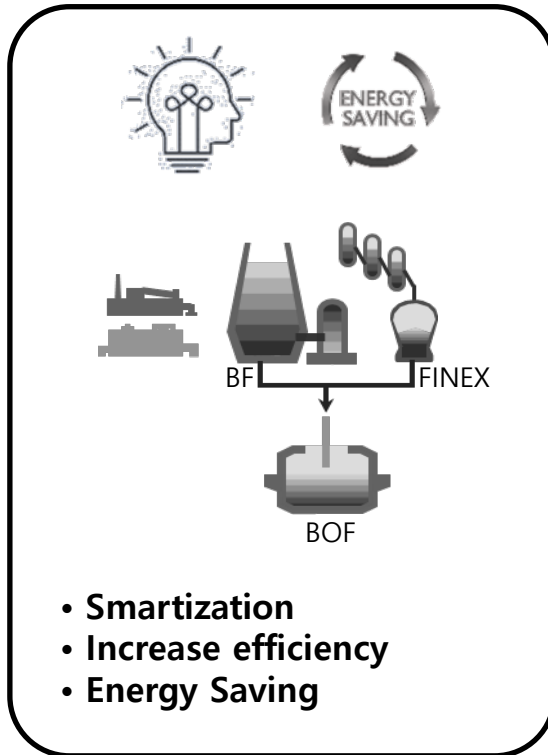 ENERGY
SAVING
BF
FINEX
BOF
• Smartization
• Increase efficiency
• Energy Saving